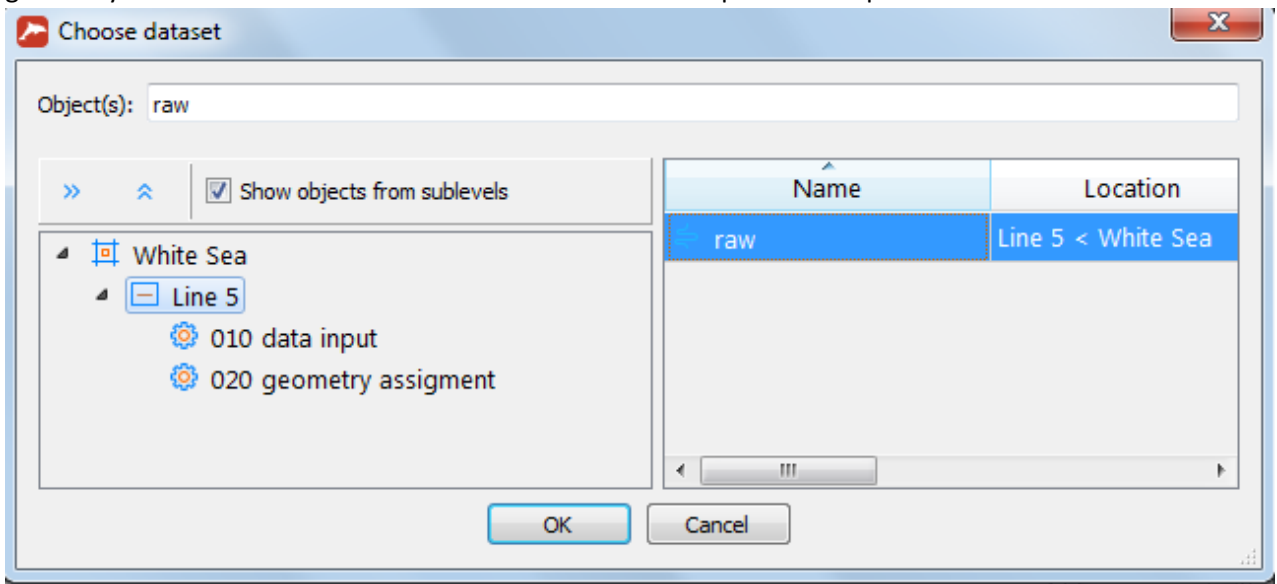 Choose dataset
Object(s): raw
Show objects from sublevels
Name Location
raw Line 5 < White Sea
White Sea
Line 5
010 data input
020 geometry assigment
OK Cancel